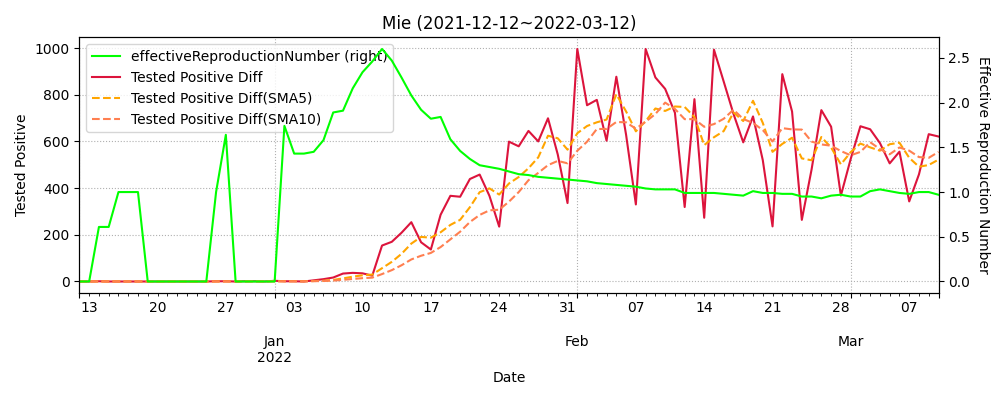 Mie (2021-12-12~2022-03-12)
effectiveReproductionNumber (right)
Tested Positive Diff
Tested Positive Diff(SMA5)
Tested Positive Diff(SMA10)
Tested Positive
1000
800
600
400
200
0
2.5
2.0
1.5
1.0
0.5
0.0
Effective Reproduction Number
13 20 27 03 10 17 24 31 07 14 21 28 07
Jan Feb Mar
2022
Date